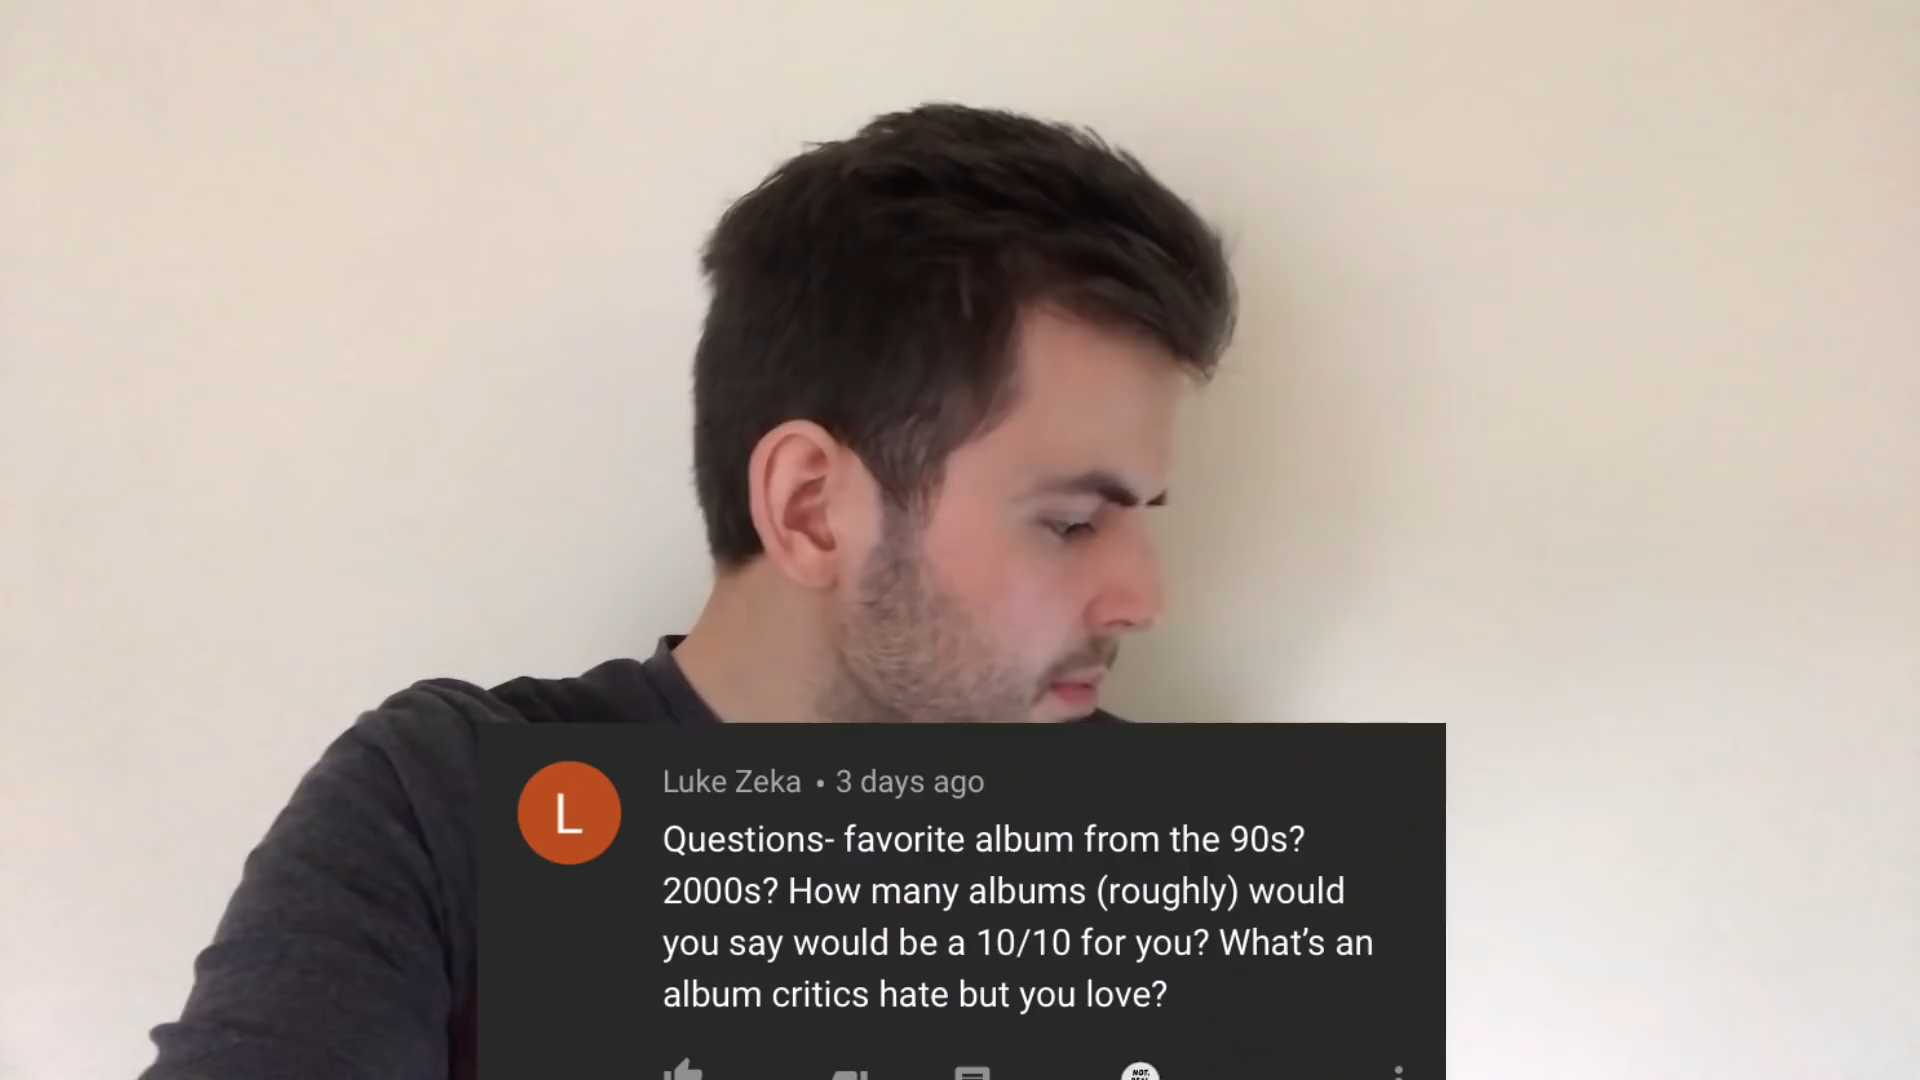 L
Luke Zeka • 3 days ago
Questions- favorite album from the 90s?
2000s? How many albums (roughly) would
you say would be a 10/10 for you? What’s an
album critics hate but you love?
NOT.